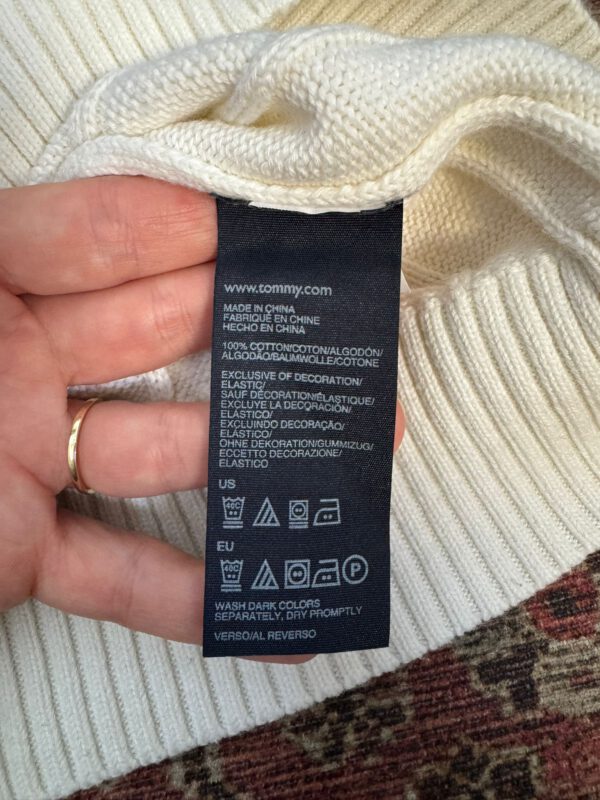 www.tommy.com
MADE IN CHINA
FABRIQUÉ EN CHINE
HECHO EN CHINA
100% COTTON/COTON/ALGODÓN/
ALGODÃO/BAUMWOLLE/COTONE
EXCLUSIVE OF DECORATION/
ELASTIC/
SAUF DÉCORATION/ÉLASTIQUE/
EXCLUYE LA DECORACIÓN/
ELÁSTICO/
EXCLUINDO DECORAÇÃO/
ELÁSTICO/
OHNE DEKORATION/GUMMIZUG/
ECCETTO DECORAZIONE/
ELASTICO
US
40C
EU
40C P
WASH DARK COLORS
SEPARATELY, DRY PROMPTLY
VERSO/AL REVERSO